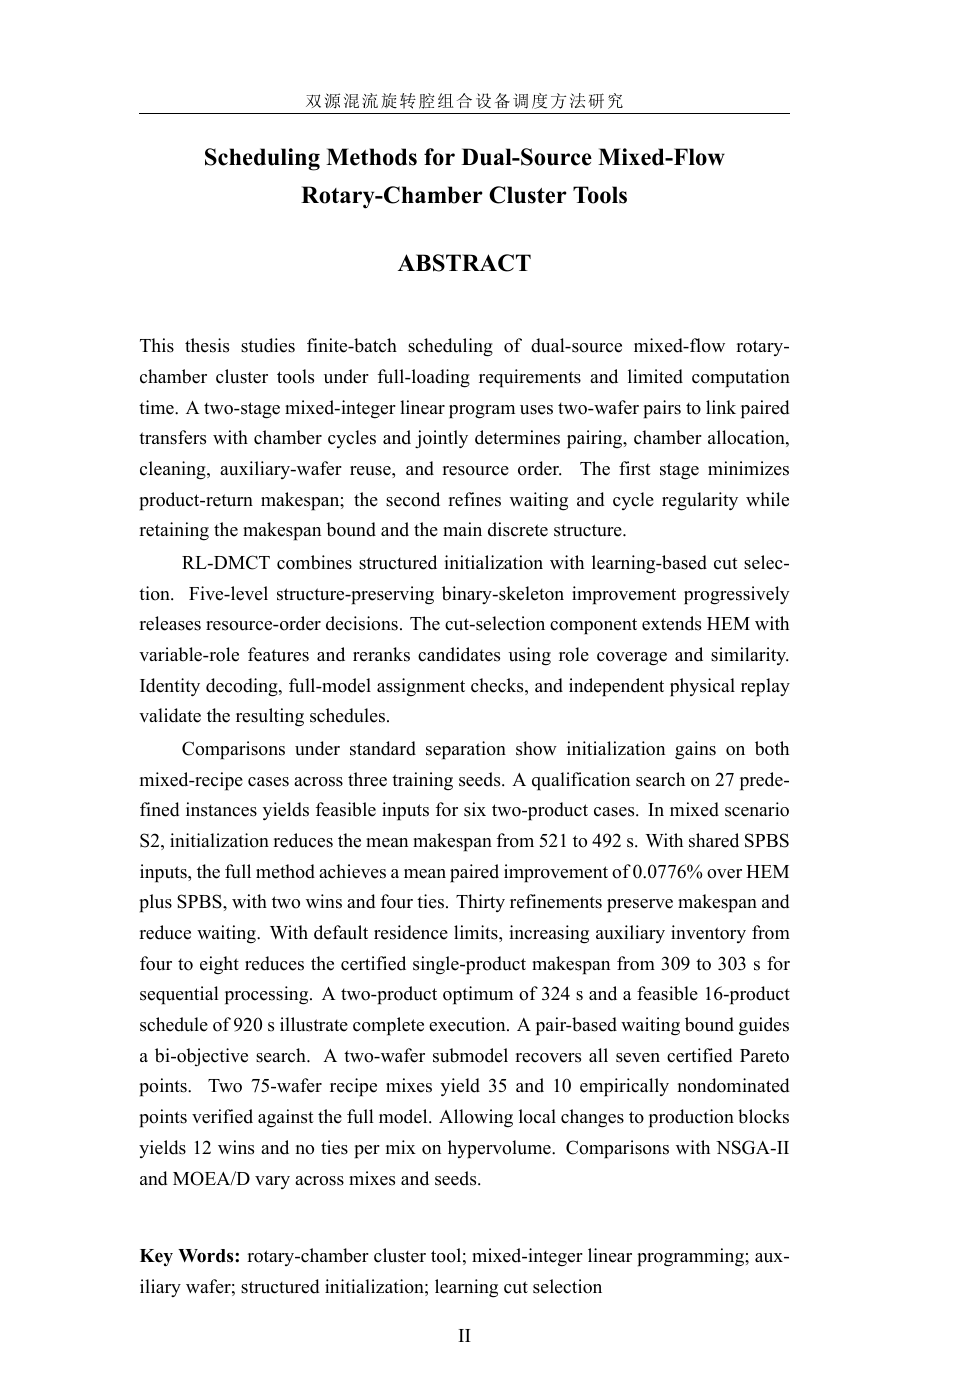 双源混流旋转腔组合设备调度方法研究
Scheduling Methods for Dual-Source Mixed-Flow
Rotary-Chamber Cluster Tools
ABSTRACT
This thesis studies finite-batch scheduling of dual-source mixed-flow rotary-
chamber cluster tools under full-loading requirements and limited computation
time. A two-stage mixed-integer linear program uses two-wafer pairs to link paired
transfers with chamber cycles and jointly determines pairing, chamber allocation,
cleaning, auxiliary-wafer reuse, and resource order. The first stage minimizes
product-return makespan; the second refines waiting and cycle regularity while
retaining the makespan bound and the main discrete structure.
RL-DMCT combines structured initialization with learning-based cut selec-
tion. Five-level structure-preserving binary-skeleton improvement progressively
releases resource-order decisions. The cut-selection component extends HEM with
variable-role features and reranks candidates using role coverage and similarity.
Identity decoding, full-model assignment checks, and independent physical replay
validate the resulting schedules.
Comparisons under standard separation show initialization gains on both
mixed-recipe cases across three training seeds. A qualification search on 27 prede-
fined instances yields feasible inputs for six two-product cases. In mixed scenario
S2, initialization reduces the mean makespan from 521 to 492 s. With shared SPBS
inputs, the full method achieves a mean paired improvement of 0.0776% over HEM
plus SPBS, with two wins and four ties. Thirty refinements preserve makespan and
reduce waiting. With default residence limits, increasing auxiliary inventory from
four to eight reduces the certified single-product makespan from 309 to 303 s for
sequential processing. A two-product optimum of 324 s and a feasible 16-product
schedule of 920 s illustrate complete execution. A pair-based waiting bound guides
a bi-objective search. A two-wafer submodel recovers all seven certified Pareto
points. Two 75-wafer recipe mixes yield 35 and 10 empirically nondominated
points verified against the full model. Allowing local changes to production blocks
yields 12 wins and no ties per mix on hypervolume. Comparisons with NSGA-II
and MOEA/D vary across mixes and seeds.
Key Words: rotary-chamber cluster tool; mixed-integer linear programming; aux-
iliary wafer; structured initialization; learning cut selection
II